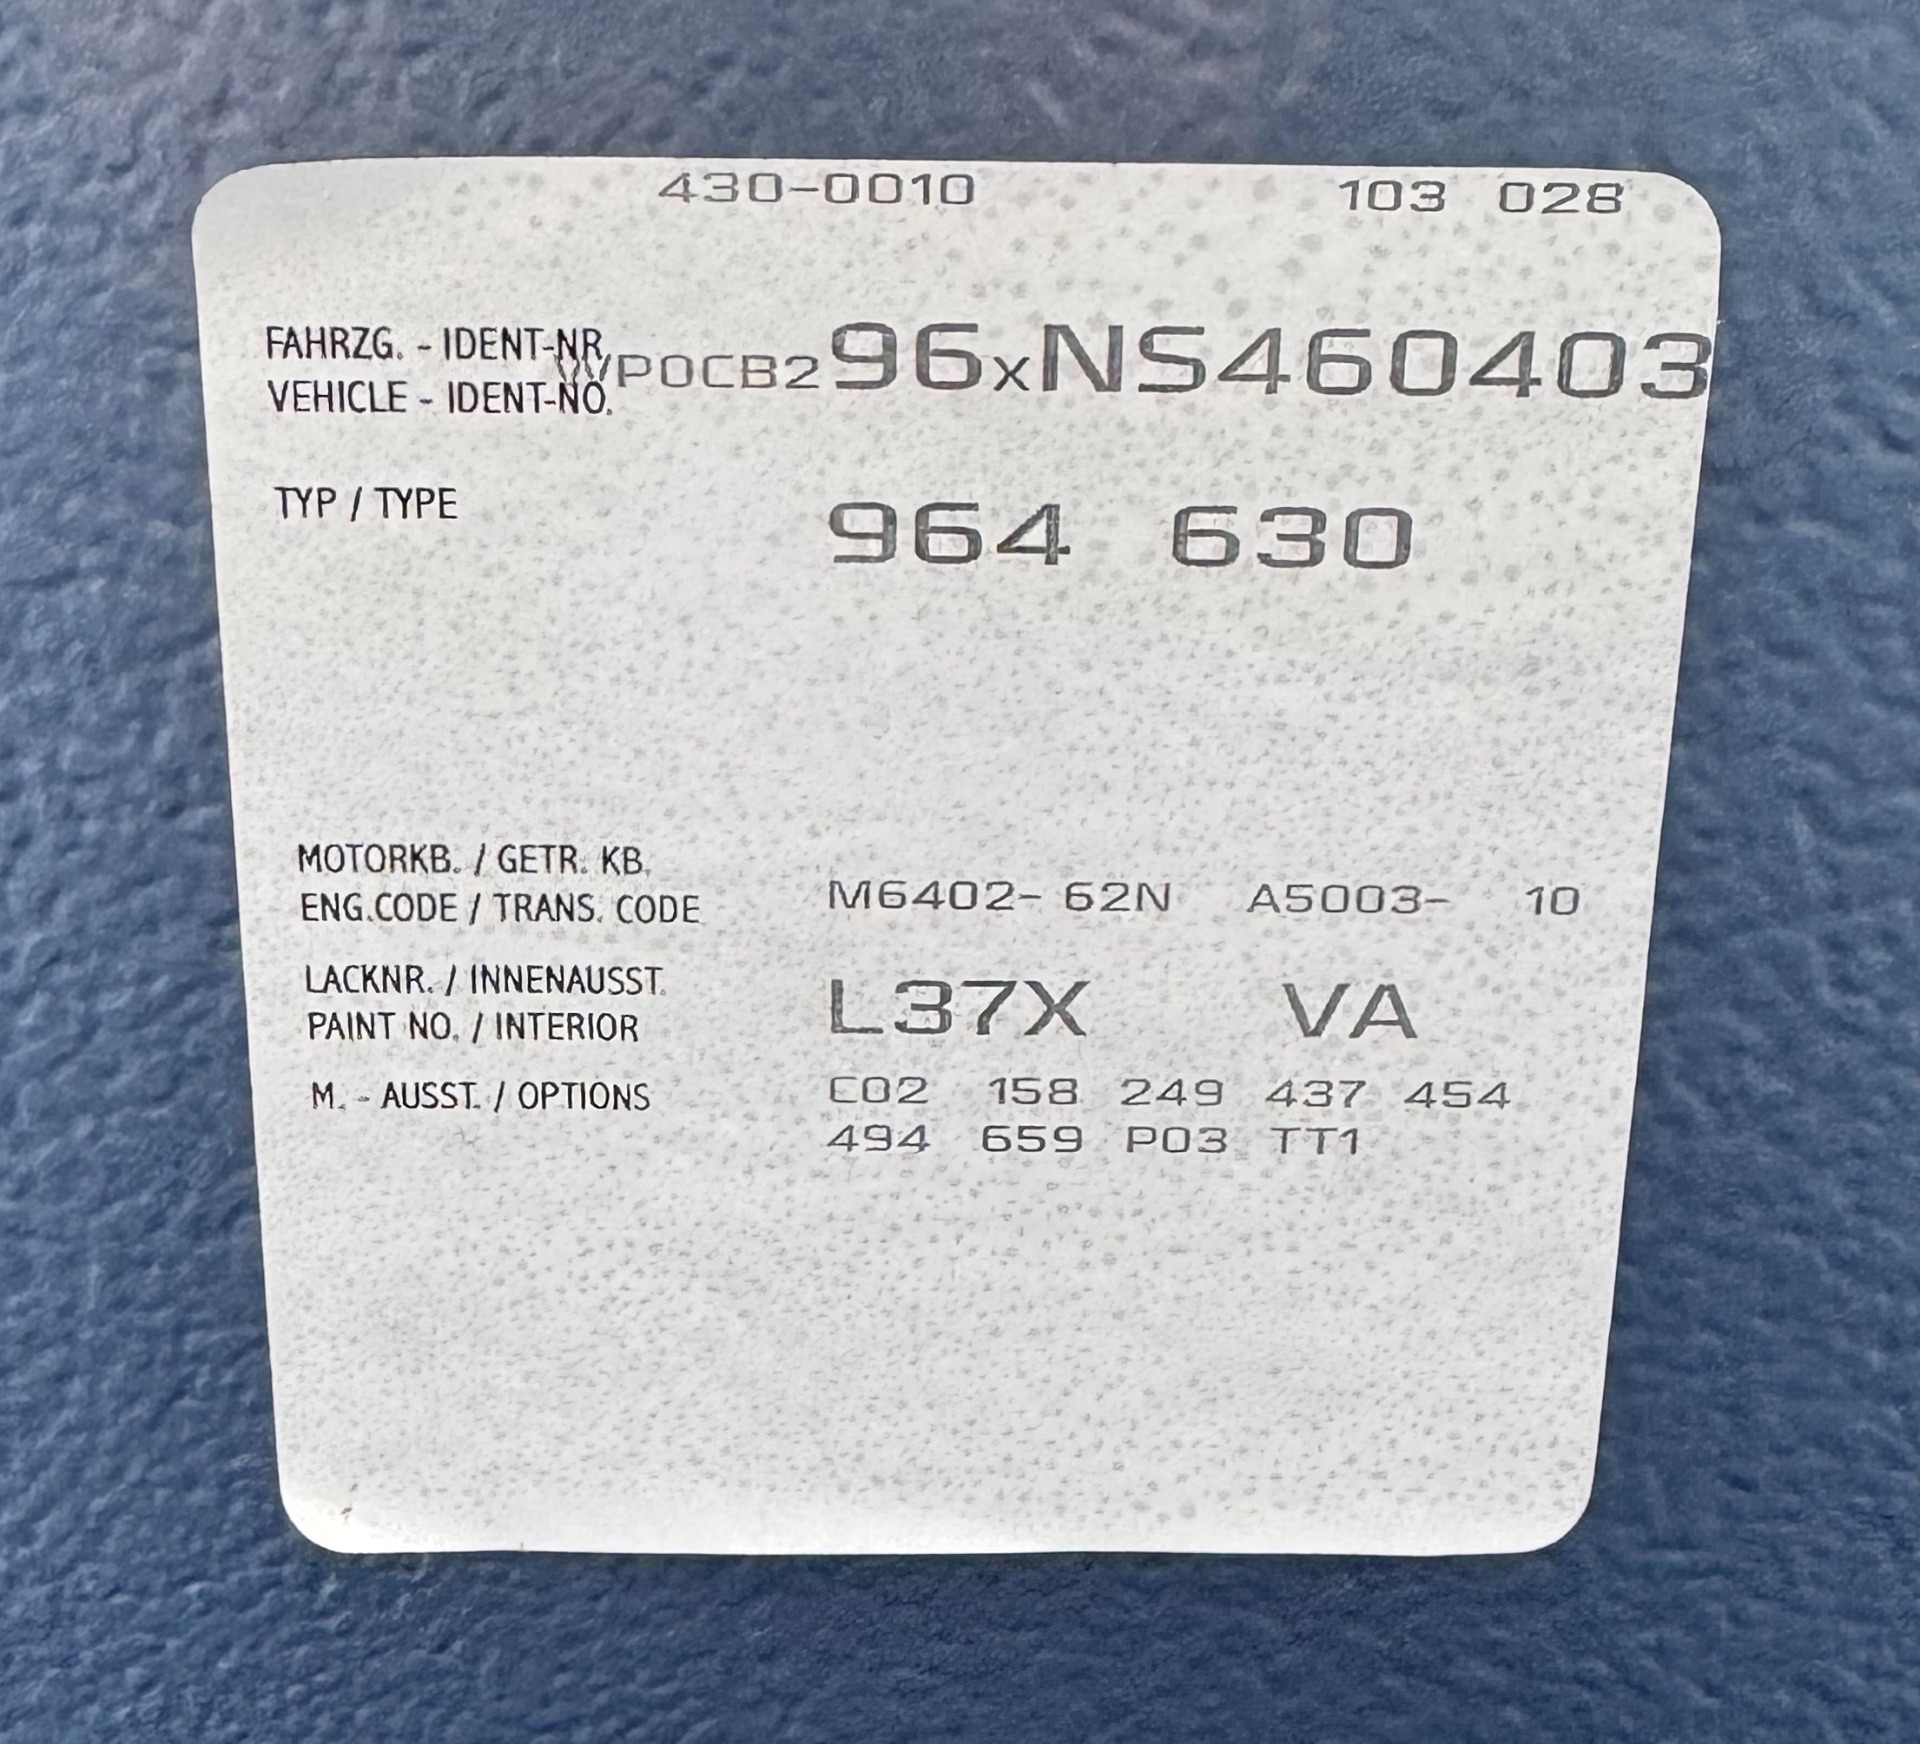 430-0010 103 028
FAHRZG. - IDENT-NR.
WP0CB296xNS460403
VEHICLE - IDENT-NO.
TYP / TYPE 964 630
MOTORKB. / GETR. KB.
ENG.CODE / TRANS. CODE M6402- 62N A5003- 10
LACKNR. / INNENAUSST.
PAINT NO. / INTERIOR L37X VA
M. - AUSST. / OPTIONS C02 158 249 437 454
494 659 P03 TT1